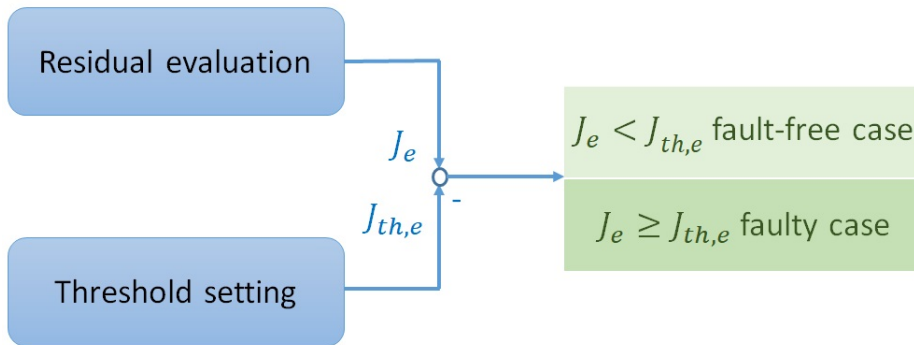 Residual evaluation
J_e
J_e < J_{th,e} fault-free case
J_{th,e}
-
J_e ≥ J_{th,e} faulty case
Threshold setting